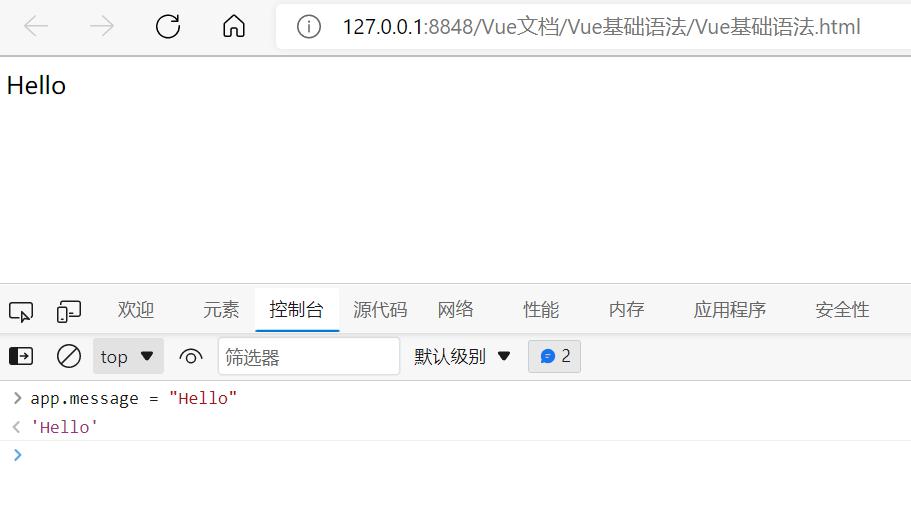 127.0.0.1:8848/Vue文档/Vue基础语法/Vue基础语法.html
Hello
欢迎 元素 控制台 源代码 网络 性能 内存 应用程序 安全性
top 筛选器 默认级别 2
> app.message = "Hello"
< 'Hello'
>